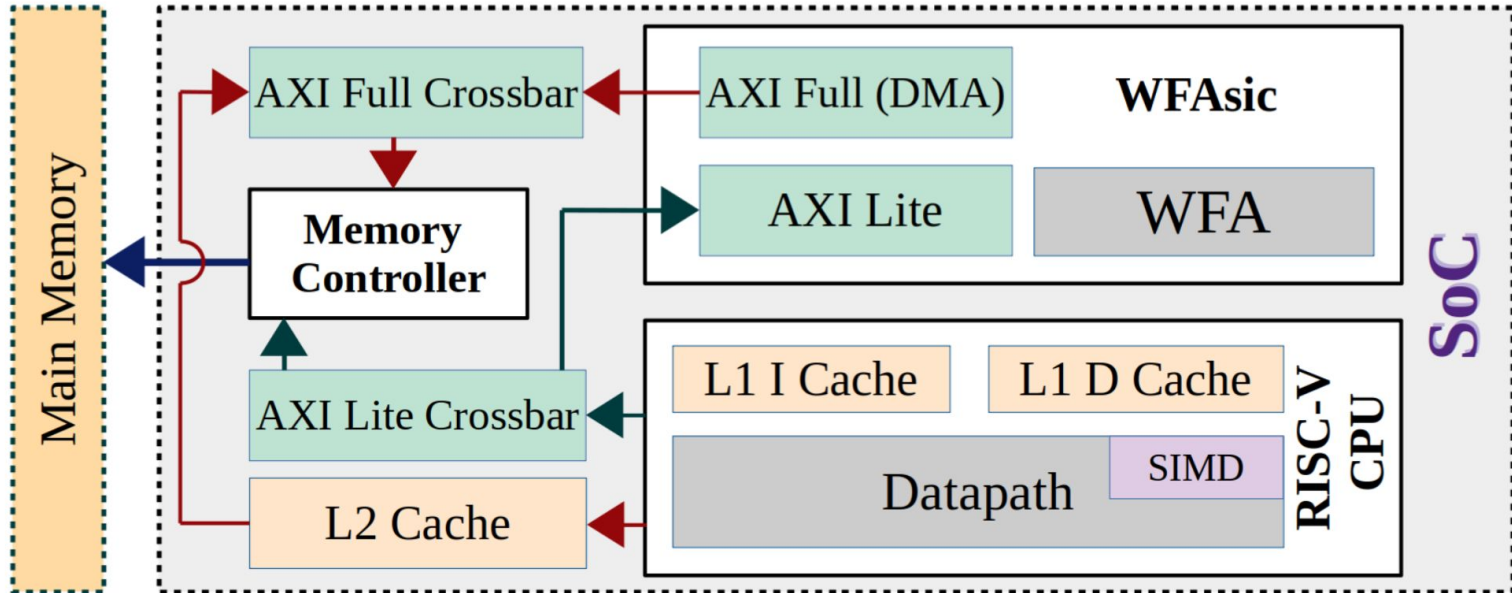 Main Memory
AXI Full Crossbar
Memory
Controller
AXI Lite Crossbar
L2 Cache
AXI Full (DMA)
WFAsic
AXI Lite
WFA
L1 I Cache
L1 D Cache
Datapath
SIMD
RISC-V
CPU
SoC